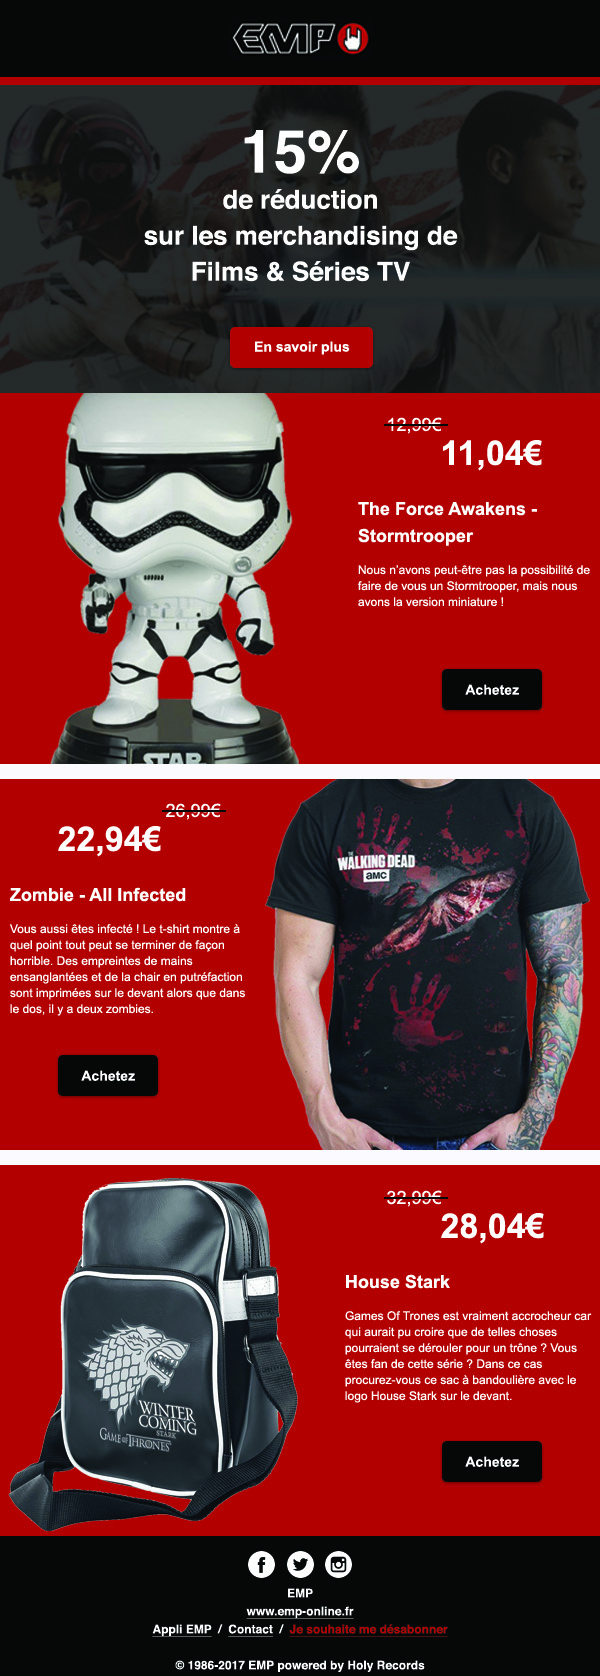 EMP
15%
de réduction
sur les merchandising de
Films & Séries TV
En savoir plus
12,99€
11,04€
The Force Awakens -
Stormtrooper
Nous n'avons peut-être pas la possibilité de
faire de vous un Stormtrooper, mais nous
avons la version miniature !
Achetez
STAR
26,99€
22,94€
Zombie - All Infected
Vous aussi êtes infecté ! Le t-shirt montre à
quel point tout peut se terminer de façon
horrible. Des empreintes de mains
ensanglantées et de la chair en putréfaction
sont imprimées sur le devant alors que dans
le dos, il y a deux zombies.
Achetez
THE WALKING DEAD
amc
32,99€
28,04€
House Stark
Games Of Trones est vraiment accrocheur car
qui aurait pu croire que de telles choses
pourraient se dérouler pour un trône ? Vous
êtes fan de cette série ? Dans ce cas
procurez-vous ce sac à bandoulière avec le
logo House Stark sur le devant.
Achetez
WINTER
COMING
STARK
GAME OF THRONES
EMP
www.emp-online.fr
Appli EMP / Contact / Je souhaite me désabonner
© 1986-2017 EMP powered by Holy Records